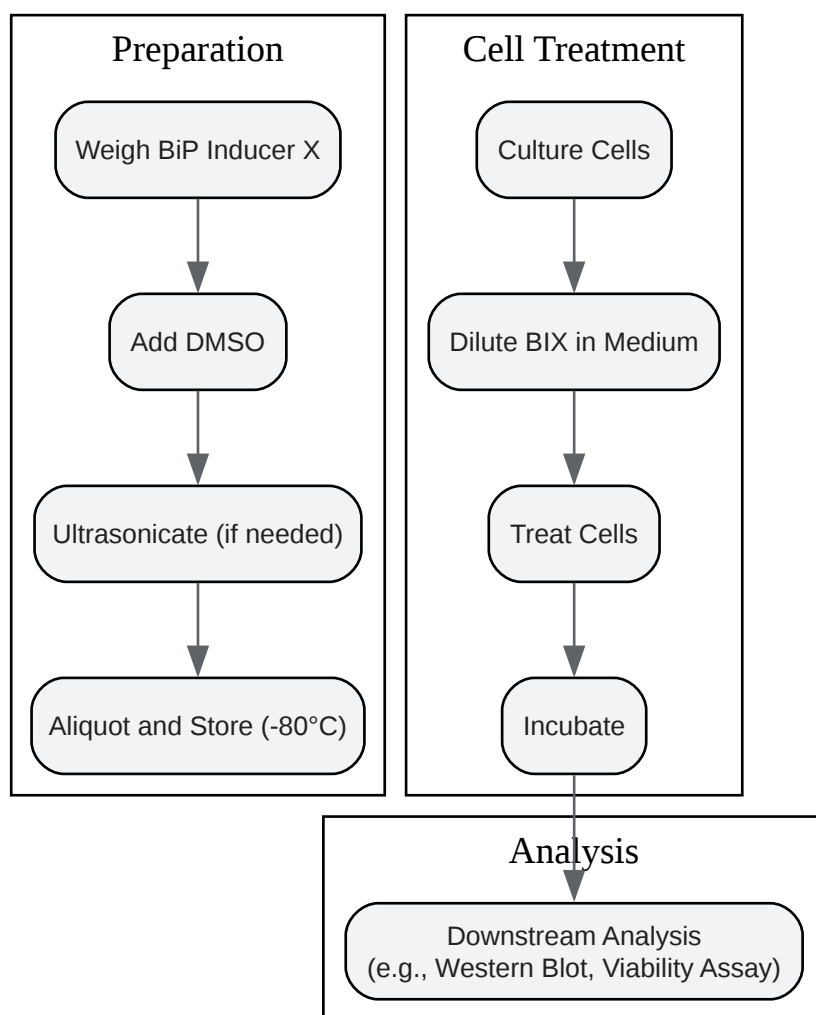 Preparation
Weigh BiP Inducer X
Add DMSO
Ultrasonicate (if needed)
Aliquot and Store (-80°C)
Cell Treatment
Culture Cells
Dilute BIX in Medium
Treat Cells
Incubate
Analysis
Downstream Analysis
(e.g., Western Blot, Viability Assay)